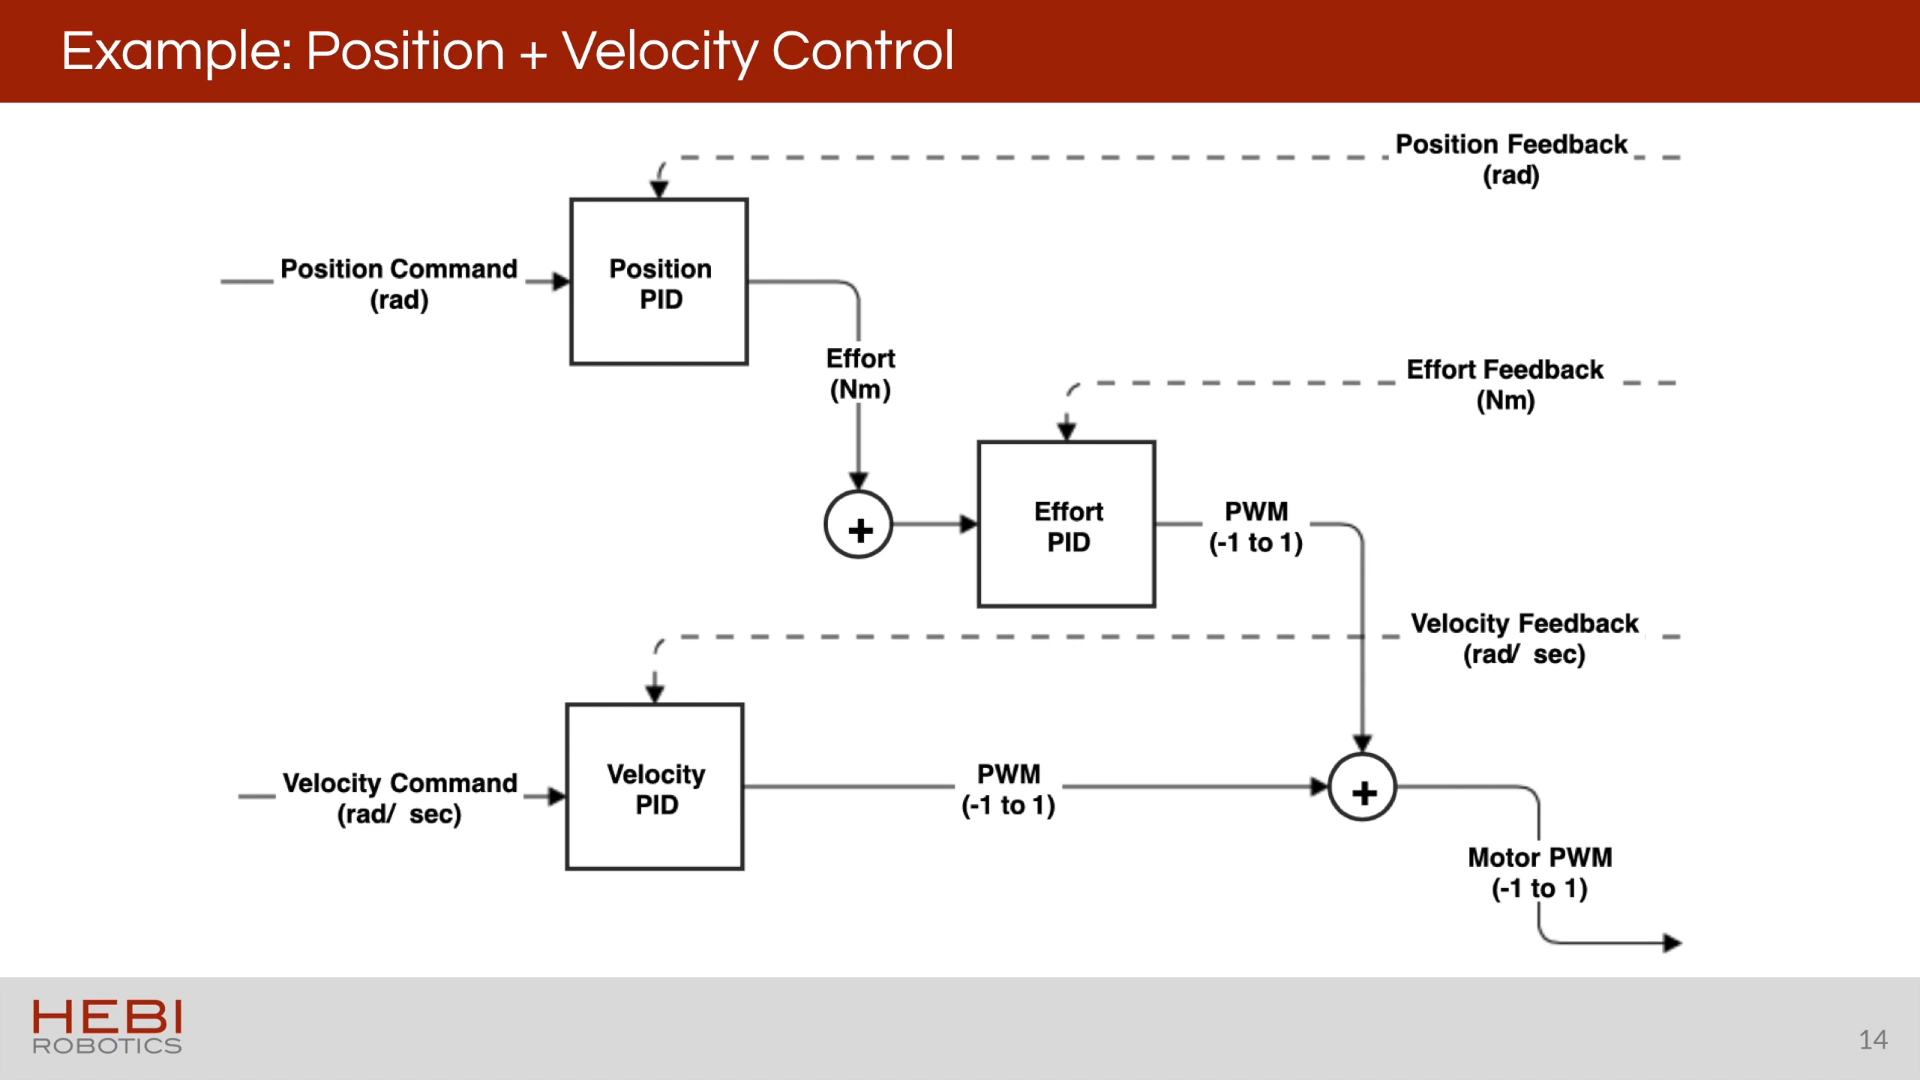 Example: Position + Velocity Control
Position Feedback
(rad)
Position Command
(rad)
Position
PID
Effort
(Nm)
Effort Feedback
(Nm)
+
Effort
PID
PWM
(-1 to 1)
Velocity Feedback
(rad/ sec)
Velocity Command
(rad/ sec)
Velocity
PID
PWM
(-1 to 1)
+
Motor PWM
(-1 to 1)
HEBI
ROBOTICS
14